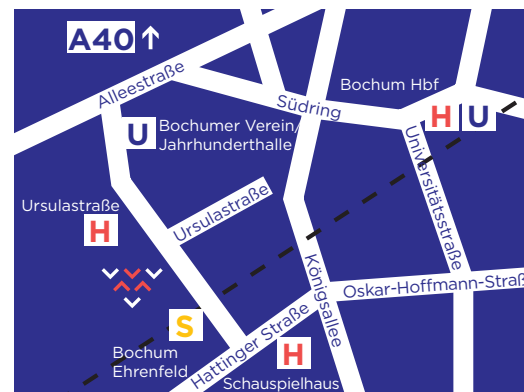 A40 ↑
Alleestraße
Bochum Hbf
Südring
H U
U
Bochumer Verein/
Jahrhunderthalle
Universitätsstraße
Ursulastraße
H
Ursulastraße
Königsallee
Oskar-Hoffmann-Straß
S
Bochum
Ehrenfeld
Hattinger Straße
H
Schauspielhaus